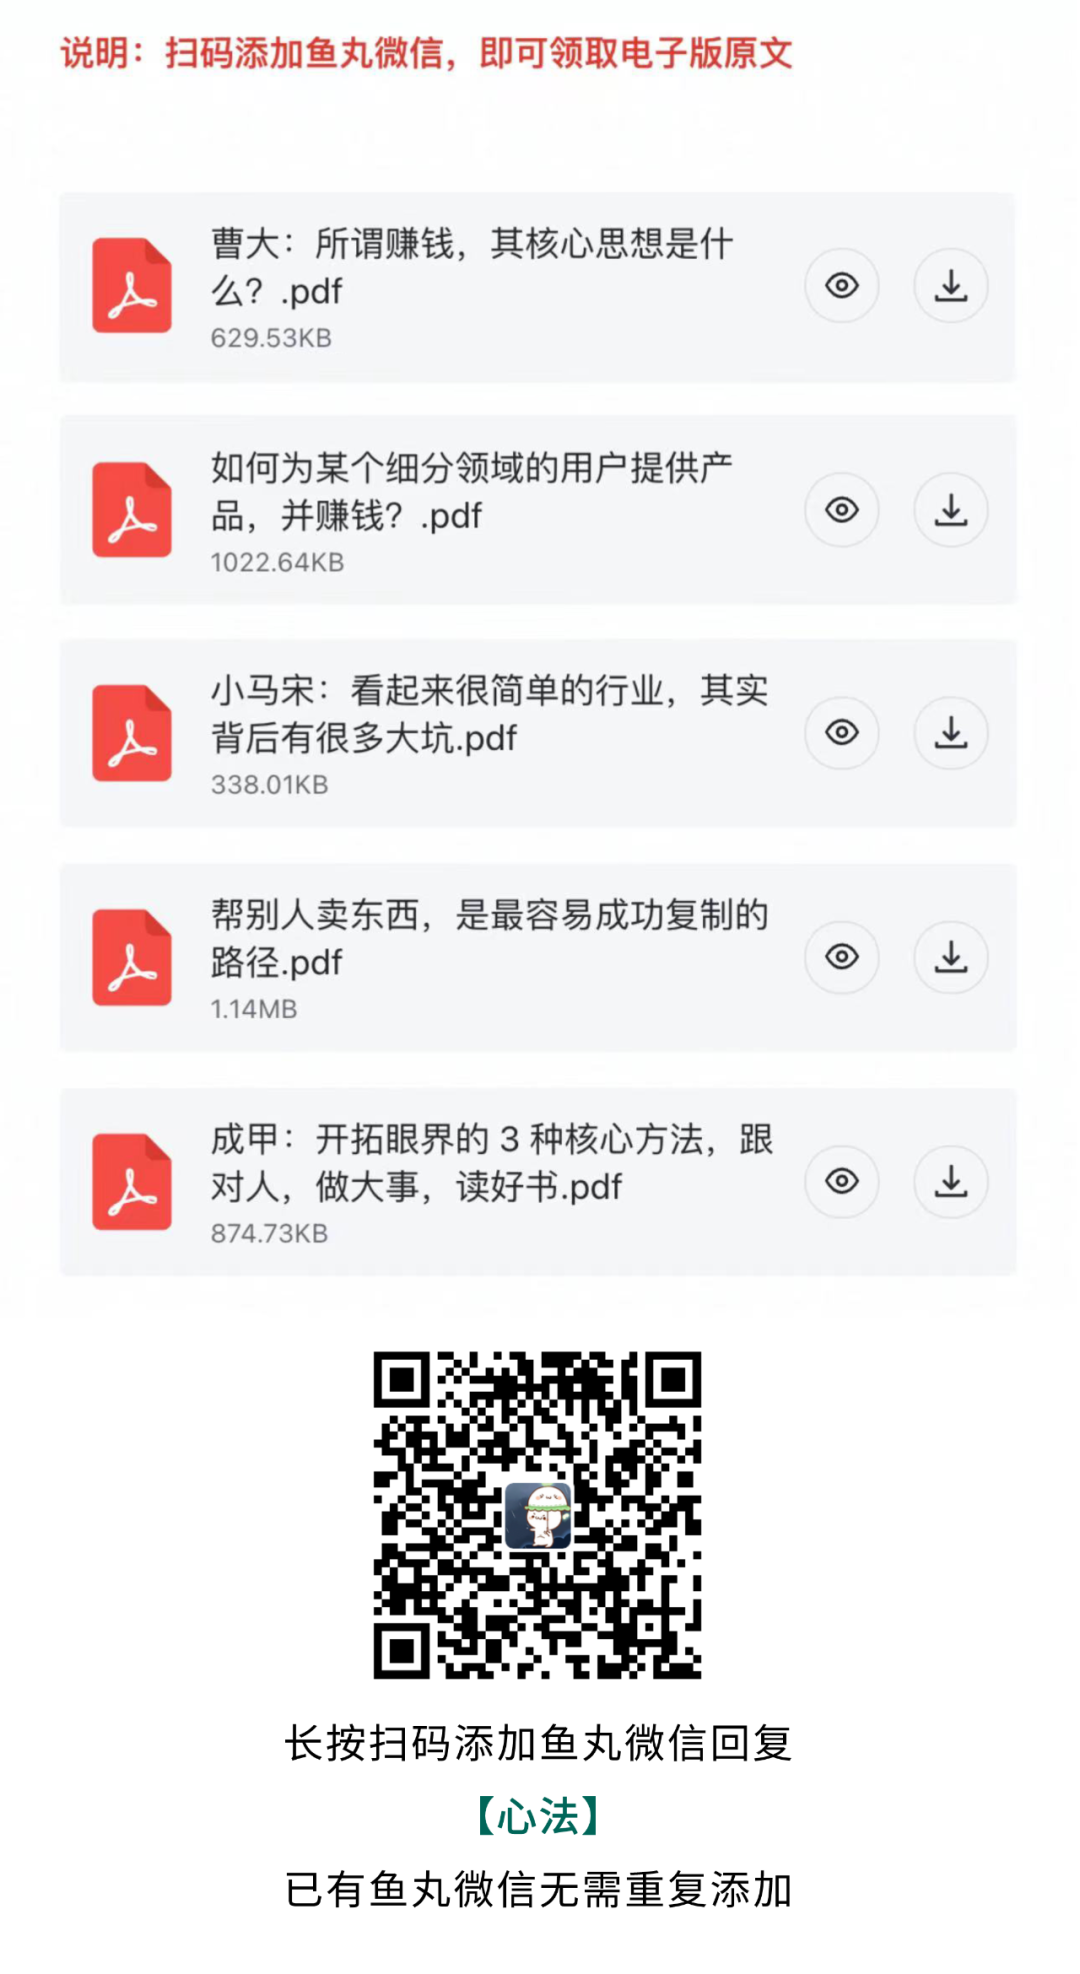 说明：扫码添加鱼丸微信，即可领取电子版原文
曹大：所谓赚钱，其核心思想是什
么？.pdf
629.53KB
如何为某个细分领域的用户提供产
品，并赚钱？.pdf
1022.64KB
小马宋：看起来很简单的行业，其实
背后有很多大坑.pdf
338.01KB
帮别人卖东西，是最容易成功复制的
路径.pdf
1.14MB
成甲：开拓眼界的 3 种核心方法，跟
对人，做大事，读好书.pdf
874.73KB
长按扫码添加鱼丸微信回复
【心法】
已有鱼丸微信无需重复添加